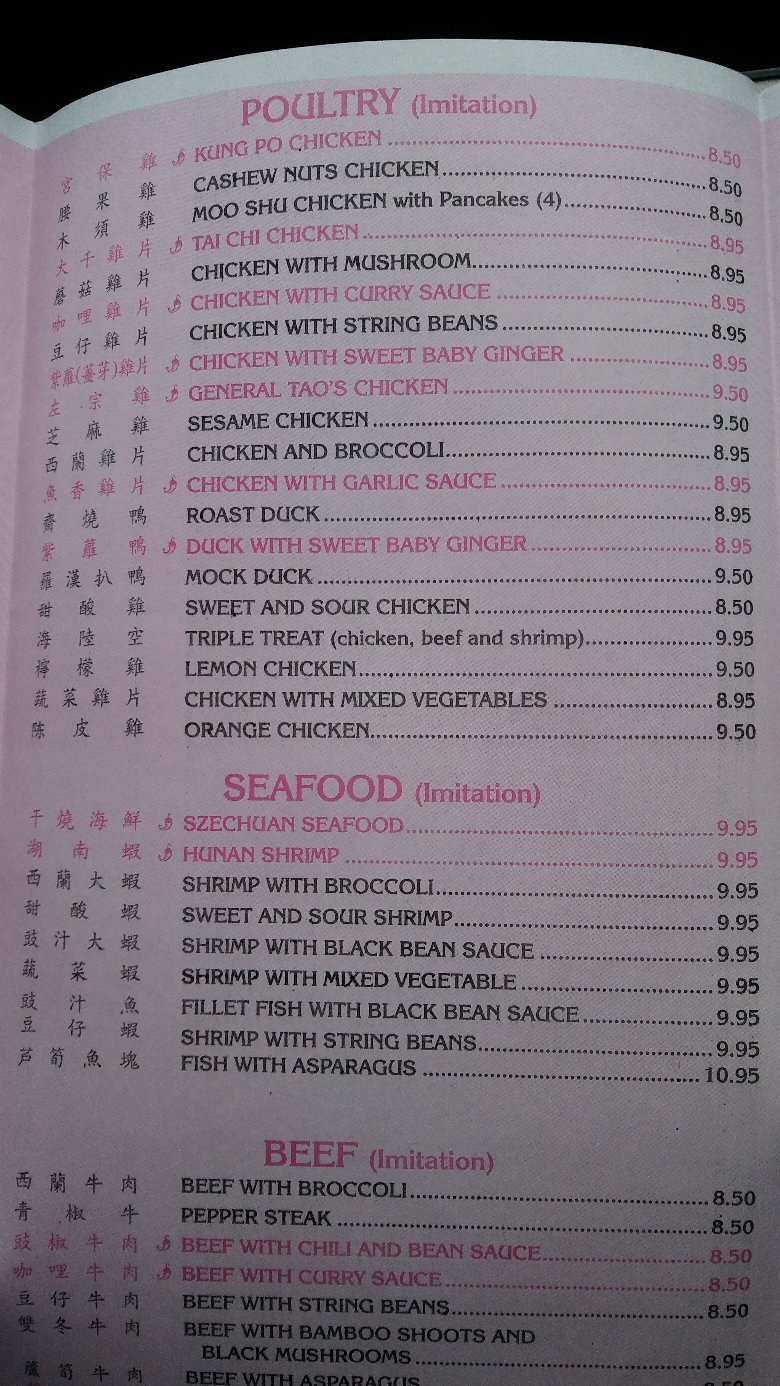 POULTRY (Imitation)
宮保雞 KUNG PO CHICKEN 8.50
腰果雞 CASHEW NUTS CHICKEN 8.50
木須雞 MOO SHU CHICKEN with Pancakes (4) 8.50
大千雞片 TAI CHI CHICKEN 8.95
蘑菇雞片 CHICKEN WITH MUSHROOM 8.95
咖哩雞片 CHICKEN WITH CURRY SAUCE 8.95
豆仔雞片 CHICKEN WITH STRING BEANS 8.95
紫蘿(薑芽)雞片 CHICKEN WITH SWEET BABY GINGER 8.95
左宗雞 GENERAL TAO'S CHICKEN 9.50
芝麻雞 SESAME CHICKEN 9.50
西蘭雞片 CHICKEN AND BROCCOLI 8.95
魚香雞片 CHICKEN WITH GARLIC SAUCE 8.95
齋燒鴨 ROAST DUCK 8.95
紫蘿鴨 DUCK WITH SWEET BABY GINGER 8.95
羅漢扒鴨 MOCK DUCK 9.50
甜酸雞 SWEET AND SOUR CHICKEN 8.50
海陸空 TRIPLE TREAT (chicken, beef and shrimp) 9.95
檸檬雞 LEMON CHICKEN 9.50
蔬菜雞片 CHICKEN WITH MIXED VEGETABLES 8.95
陈皮雞 ORANGE CHICKEN 9.50
SEAFOOD (Imitation)
干燒海鮮 SZECHUAN SEAFOOD 9.95
湖南蝦 HUNAN SHRIMP 9.95
西蘭大蝦 SHRIMP WITH BROCCOLI 9.95
甜酸蝦 SWEET AND SOUR SHRIMP 9.95
豉汁大蝦 SHRIMP WITH BLACK BEAN SAUCE 9.95
蔬菜蝦 SHRIMP WITH MIXED VEGETABLE 9.95
豉汁魚 FILLET FISH WITH BLACK BEAN SAUCE 9.95
豆仔蝦 SHRIMP WITH STRING BEANS 9.95
芦筍魚塊 FISH WITH ASPARAGUS 10.95
BEEF (Imitation)
西蘭牛肉 BEEF WITH BROCCOLI 8.50
青椒牛 PEPPER STEAK 8.50
豉椒牛肉 BEEF WITH CHILI AND BEAN SAUCE 8.50
咖哩牛肉 BEEF WITH CURRY SAUCE 8.50
豆仔牛肉 BEEF WITH STRING BEANS 8.50
雙冬牛肉 BEEF WITH BAMBOO SHOOTS AND
BLACK MUSHROOMS 8.95
蘆筍牛肉 BEEF WITH ASPARAGUS